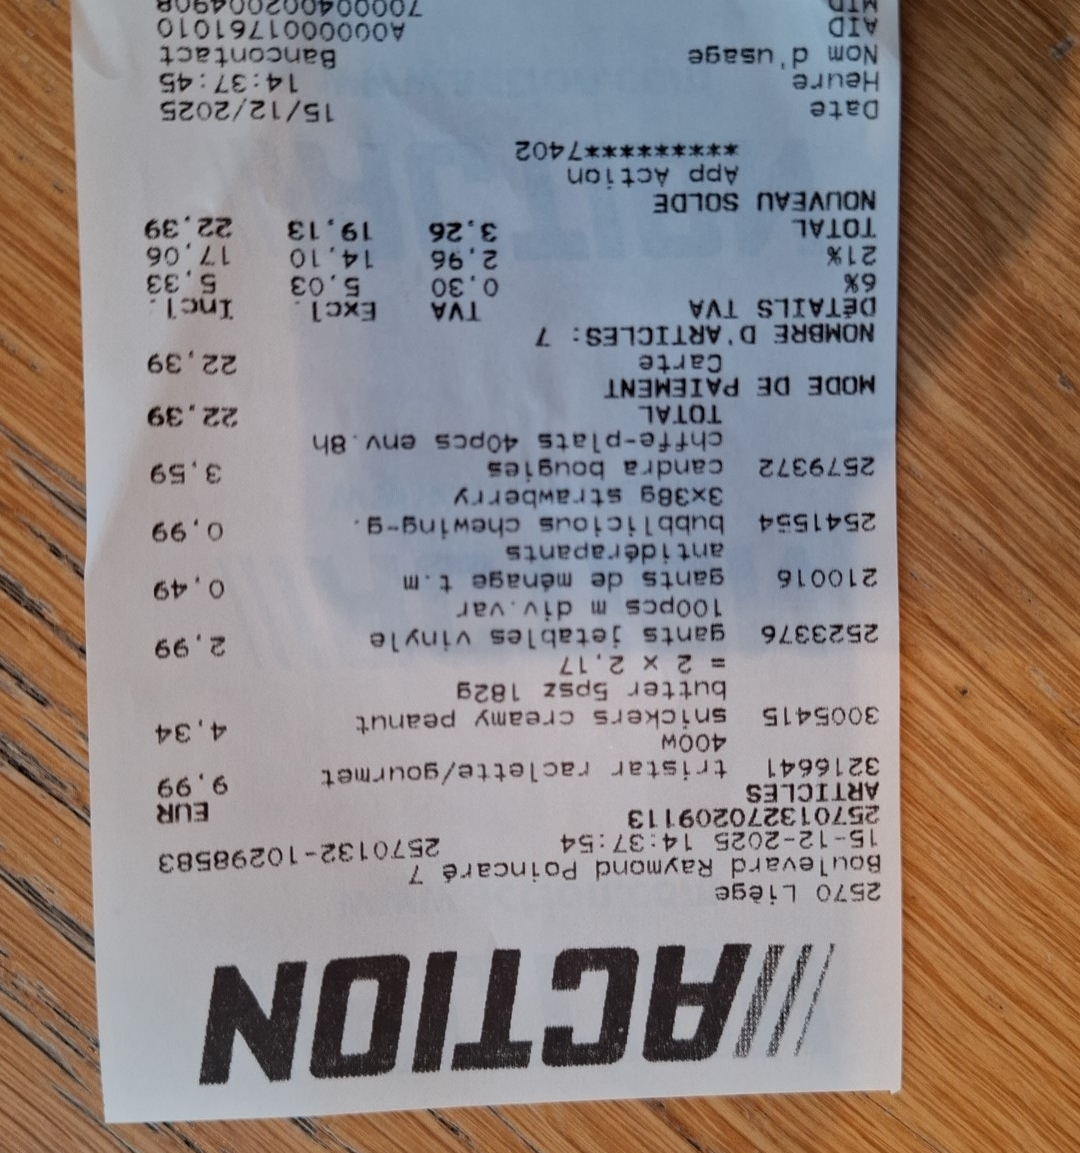 ///ACTION
2570 Liège
Boulevard Raymond Poincaré 7
15-12-2025 14:37:54 2570132-10298583
257013270209113
ARTICLES EUR
3216641 tristar raclette/gourmet 9,99
400w
3005415 snickers creamy peanut 4,34
butter 5psz 182g
= 2 x 2,17
2523376 gants jetables vinyle 2,99
100pcs m div.var
210016 gants de ménage t.m 0,49
antidérapants
2541554 bubblicious chewing-g. 0,99
3x38g strawberry
2579372 candra bougies 3,59
chffe-plats 40pcs env.8h
TOTAL 22,39
MODE DE PAIEMENT
Carte 22,39
NOMBRE D'ARTICLES: 7
DÉTAILS TVA TVA Excl. Incl.
6% 0,30 5,03 5,33
21% 2,96 14,10 17,06
TOTAL 3,26 19,13 22,39
NOUVEAU SOLDE
App Action
*********7402
Date 15/12/2025
Heure 14:37:45
Nom d'usage Bancontact
AID A0000001761010
MID